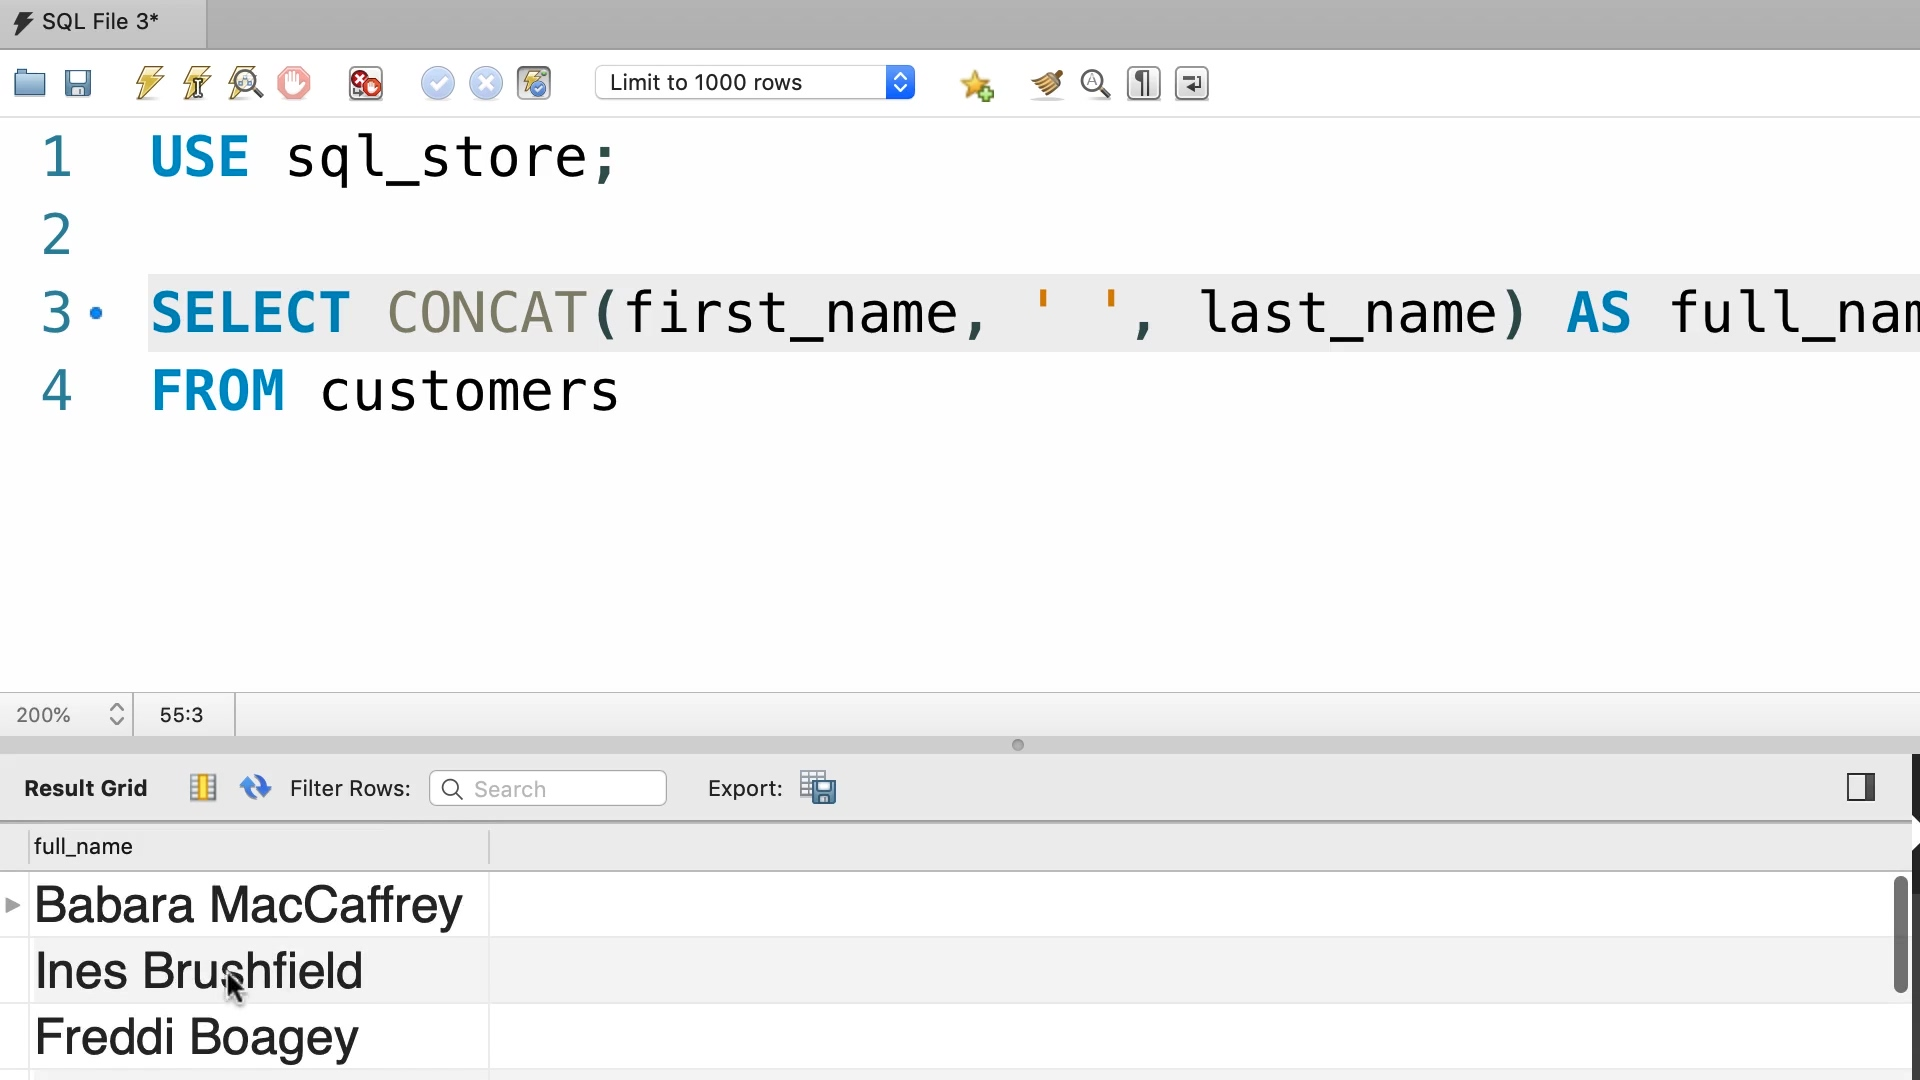 SQL File 3*
Limit to 1000 rows
1 USE sql_store;
2
3 SELECT CONCAT(first_name, ' ', last_name) AS full_nam
4 FROM customers
200% 55:3
Result Grid Filter Rows: Search Export:
full_name
Babara MacCaffrey
Ines Brushfield
Freddi Boagey